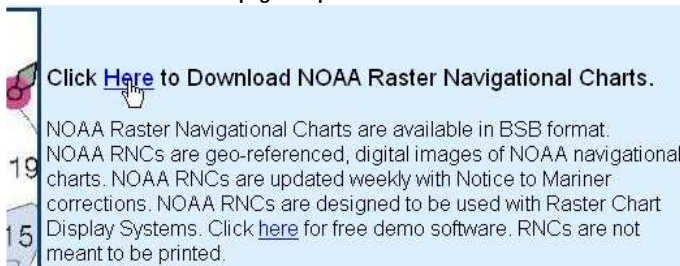 Click Here to Download NOAA Raster Navigational Charts.
NOAA Raster Navigational Charts are available in BSB format.
NOAA RNCs are geo-referenced, digital images of NOAA navigational
19 charts. NOAA RNCs are updated weekly with Notice to Mariner
corrections. NOAA RNCs are designed to be used with Raster Chart
15 Display Systems. Click here for free demo software. RNCs are not
meant to be printed.